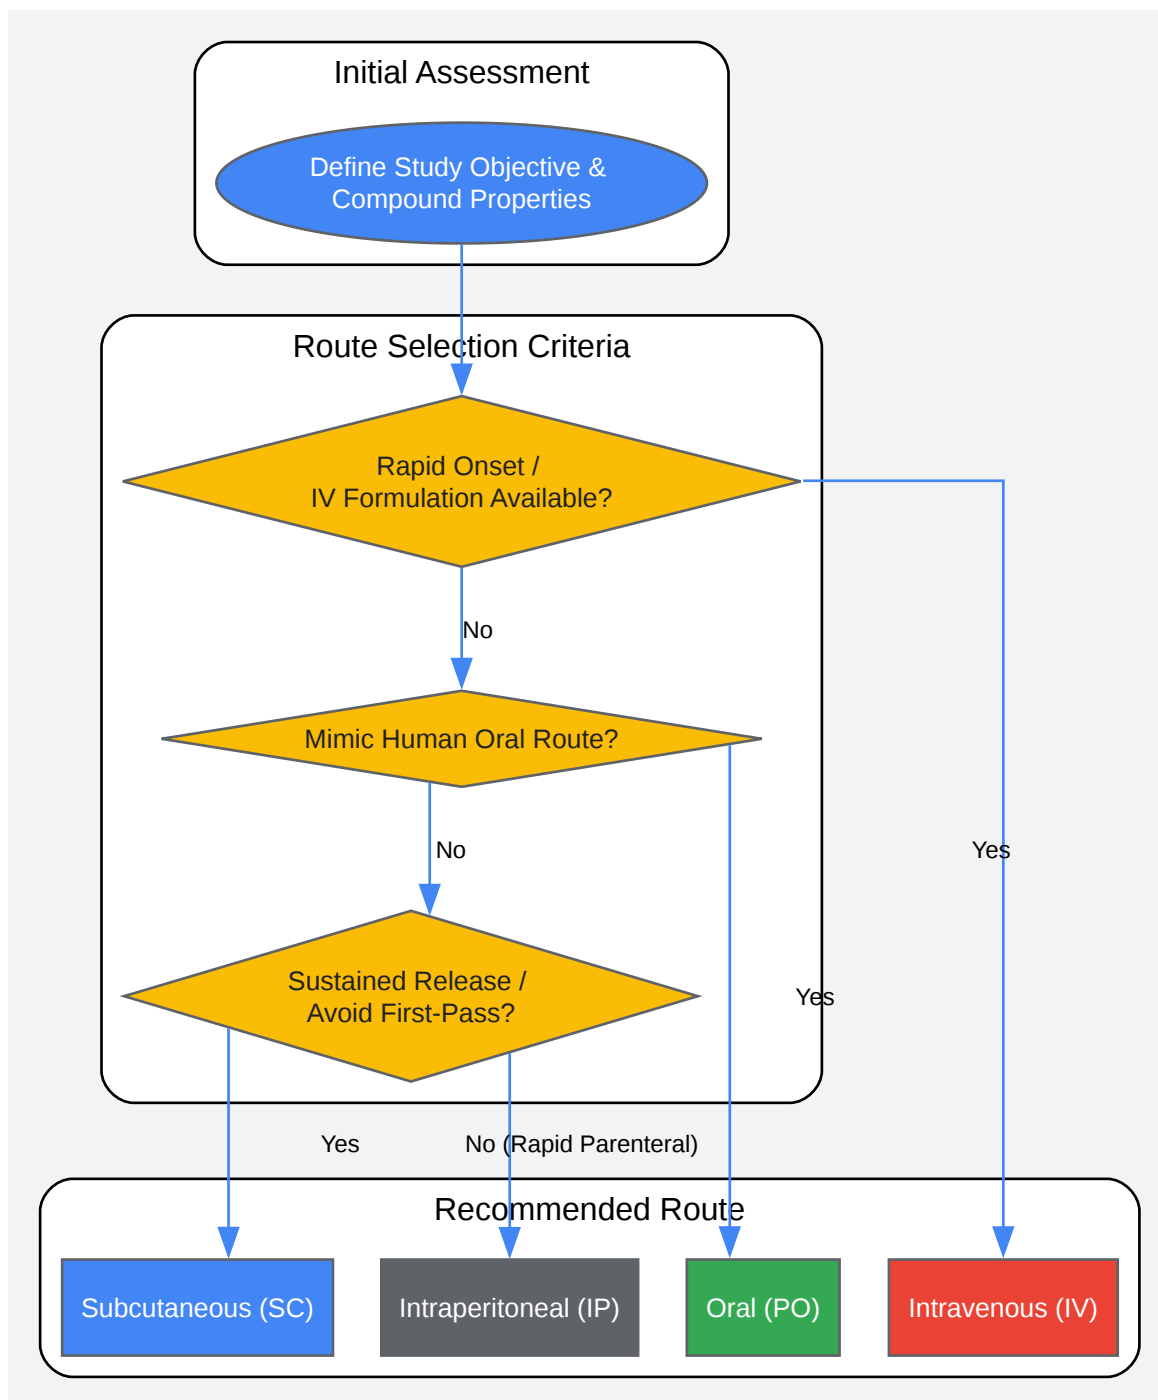 Initial Assessment
Define Study Objective &
Compound Properties
Route Selection Criteria
Rapid Onset /
IV Formulation Available?
No
Mimic Human Oral Route?
No
Yes
Sustained Release /
Avoid First-Pass?
Yes
Yes
No (Rapid Parenteral)
Recommended Route
Subcutaneous (SC)
Intraperitoneal (IP)
Oral (PO)
Intravenous (IV)